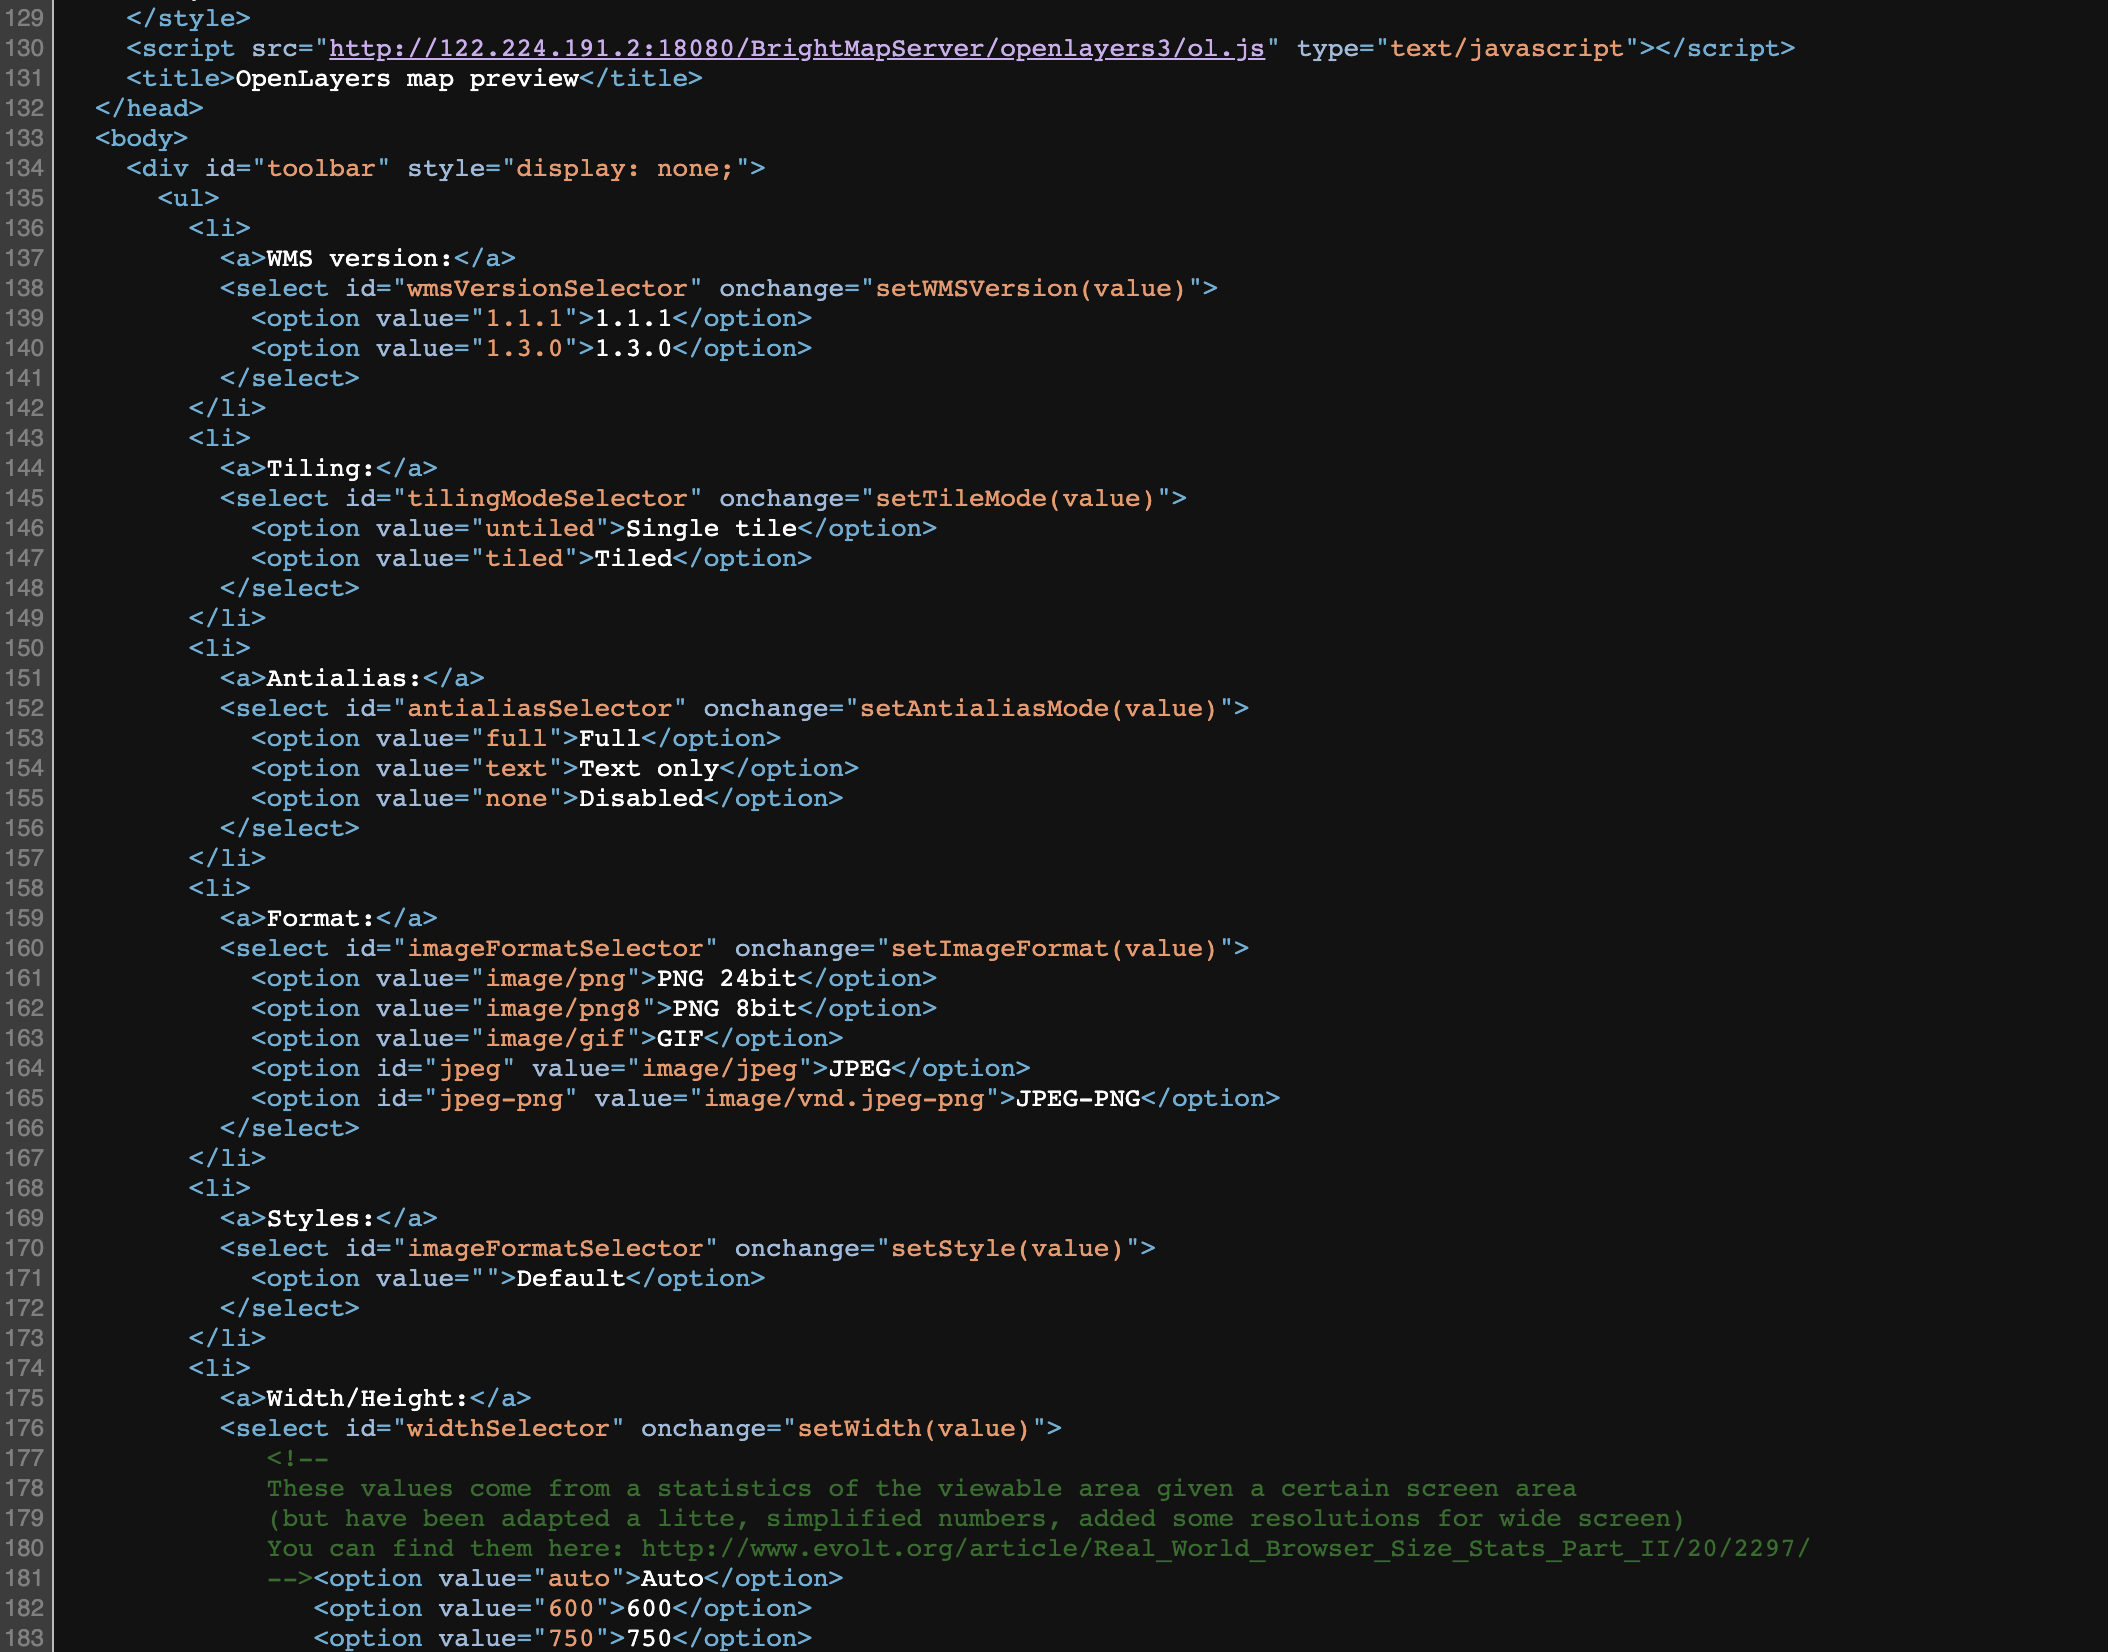 129     </style>
130     <script src="http://122.224.191.2:18080/BrightMapServer/openlayers3/ol.js" type="text/javascript"></script>
131     <title>OpenLayers map preview</title>
132   </head>
133   <body>
134     <div id="toolbar" style="display: none;">
135       <ul>
136         <li>
137           <a>WMS version:</a>
138           <select id="wmsVersionSelector" onchange="setWMSVersion(value)">
139             <option value="1.1.1">1.1.1</option>
140             <option value="1.3.0">1.3.0</option>
141           </select>
142         </li>
143         <li>
144           <a>Tiling:</a>
145           <select id="tilingModeSelector" onchange="setTileMode(value)">
146             <option value="untiled">Single tile</option>
147             <option value="tiled">Tiled</option>
148           </select>
149         </li>
150         <li>
151           <a>Antialias:</a>
152           <select id="antialiasSelector" onchange="setAntialiasMode(value)">
153             <option value="full">Full</option>
154             <option value="text">Text only</option>
155             <option value="none">Disabled</option>
156           </select>
157         </li>
158         <li>
159           <a>Format:</a>
160           <select id="imageFormatSelector" onchange="setImageFormat(value)">
161             <option value="image/png">PNG 24bit</option>
162             <option value="image/png8">PNG 8bit</option>
163             <option value="image/gif">GIF</option>
164             <option id="jpeg" value="image/jpeg">JPEG</option>
165             <option id="jpeg-png" value="image/vnd.jpeg-png">JPEG-PNG</option>
166           </select>
167         </li>
168         <li>
169           <a>Styles:</a>
170           <select id="imageFormatSelector" onchange="setStyle(value)">
171             <option value="">Default</option>
172           </select>
173         </li>
174         <li>
175           <a>Width/Height:</a>
176           <select id="widthSelector" onchange="setWidth(value)">
177              <!--
178              These values come from a statistics of the viewable area given a certain screen area
179              (but have been adapted a litte, simplified numbers, added some resolutions for wide screen)
180              You can find them here: http://www.evolt.org/article/Real_World_Browser_Size_Stats_Part_II/20/2297/
181              --><option value="auto">Auto</option>
182                 <option value="600">600</option>
183                 <option value="750">750</option>